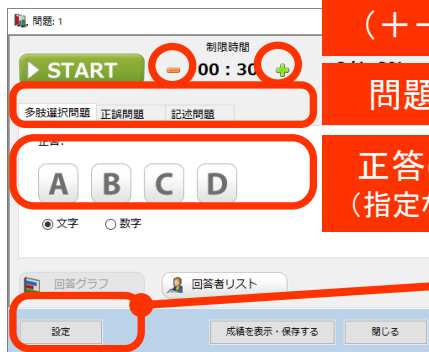 問題: 1
(＋－
制限時間
START
00 : 30
問題
多肢選択問題 正誤問題 記述問題
正答:
正答
(指定
A B C D
文字 数字
回答グラフ 回答者リスト
設定 成績を表示・保存する 閉じる